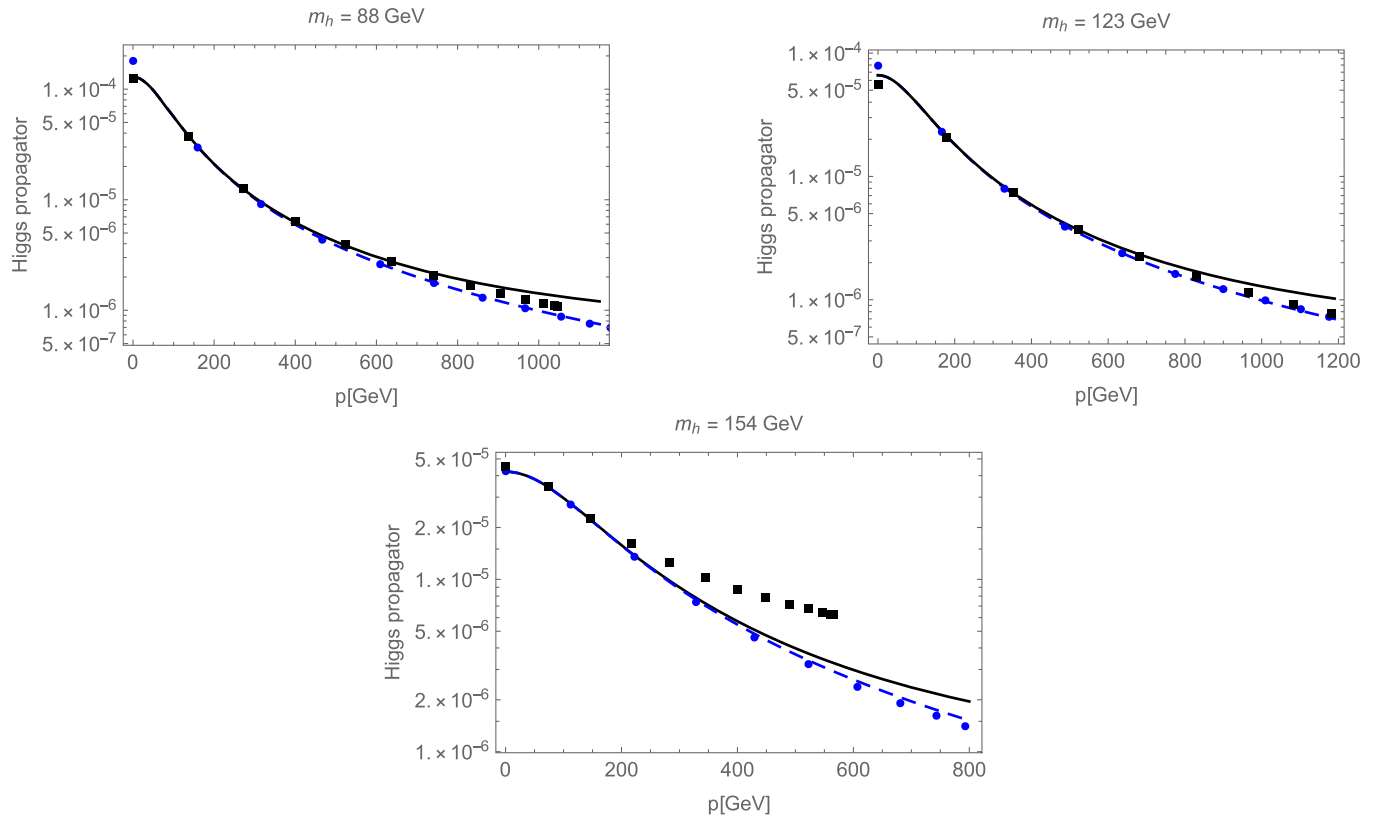 m_h = 88 GeV
Higgs propagator
1.×10⁻⁴
5.×10⁻⁵
1.×10⁻⁵
5.×10⁻⁶
1.×10⁻⁶
5.×10⁻⁷
0 200 400 600 800 1000
p[GeV]
m_h = 123 GeV
Higgs propagator
1.×10⁻⁴
5.×10⁻⁵
1.×10⁻⁵
5.×10⁻⁶
1.×10⁻⁶
5.×10⁻⁷
0 200 400 600 800 1000 1200
p[GeV]
m_h = 154 GeV
Higgs propagator
5.×10⁻⁵
2.×10⁻⁵
1.×10⁻⁵
5.×10⁻⁶
2.×10⁻⁶
1.×10⁻⁶
0 200 400 600 800
p[GeV]